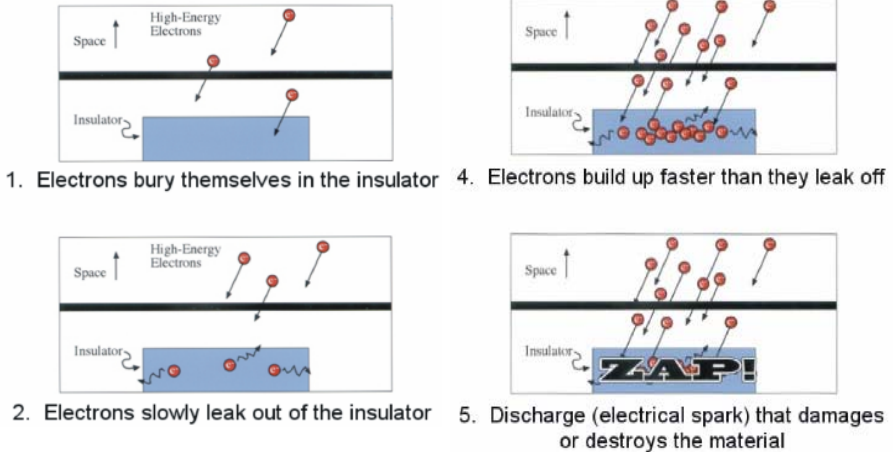 High-Energy
Electrons
Space
Insulator
1. Electrons bury themselves in the insulator
High-Energy
Electrons
Space
Insulator
2. Electrons slowly leak out of the insulator
Space
Insulator
4. Electrons build up faster than they leak off
Space
Insulator
ZAP!
5. Discharge (electrical spark) that damages
or destroys the material